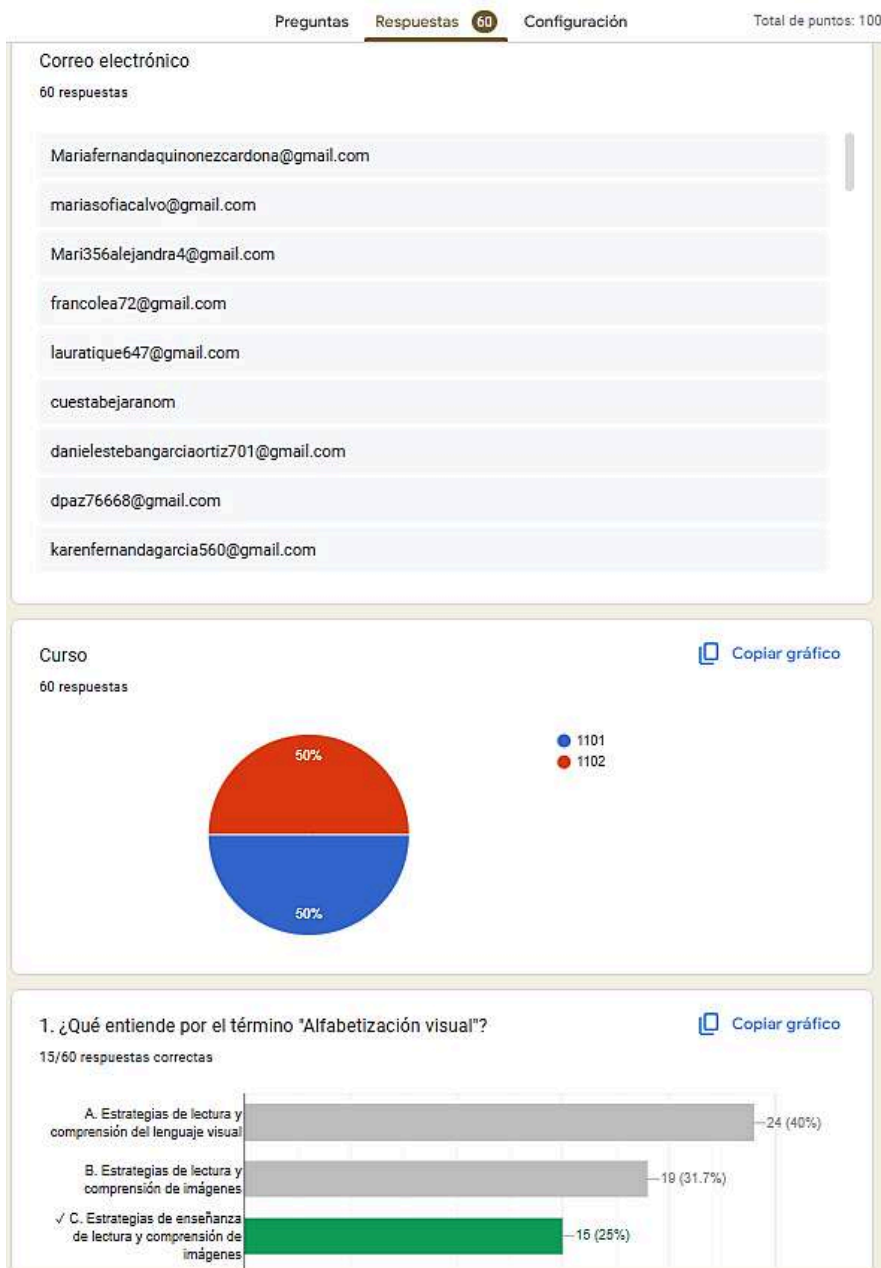 Preguntas Respuestas 60 Configuración Total de puntos: 100
Correo electrónico
60 respuestas
Mariafernandaquinonezcardona@gmail.com
mariasofiacalvo@gmail.com
Mari356alejandra4@gmail.com
francolea72@gmail.com
lauratique647@gmail.com
cuestabejaranom
danielestebangarciaortiz701@gmail.com
dpaz76668@gmail.com
karenfernandagarcia560@gmail.com
Curso
Copiar gráfico
60 respuestas
50%
50%
1101
1102
1. ¿Qué entiende por el término "Alfabetización visual"?
Copiar gráfico
15/60 respuestas correctas
A. Estrategias de lectura y
comprensión del lenguaje visual
24 (40%)
B. Estrategias de lectura y
comprensión de imágenes
19 (31.7%)
✓ C. Estrategias de enseñanza
de lectura y comprensión de
imágenes
15 (25%)